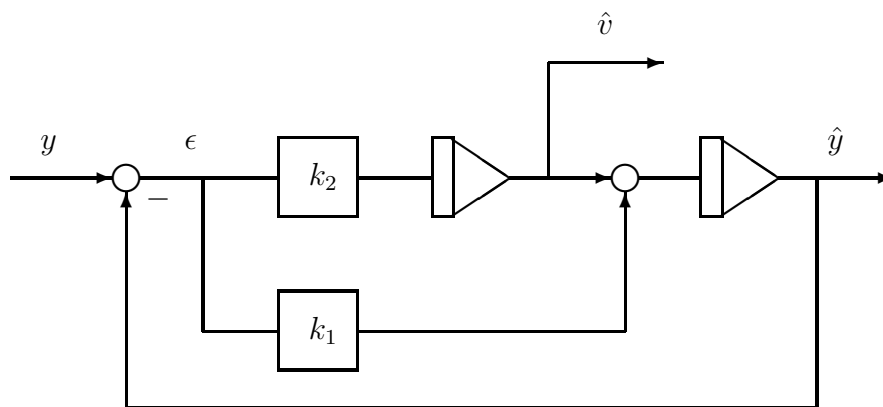 v̂
y
ϵ
ŷ
k₂
−
k₁